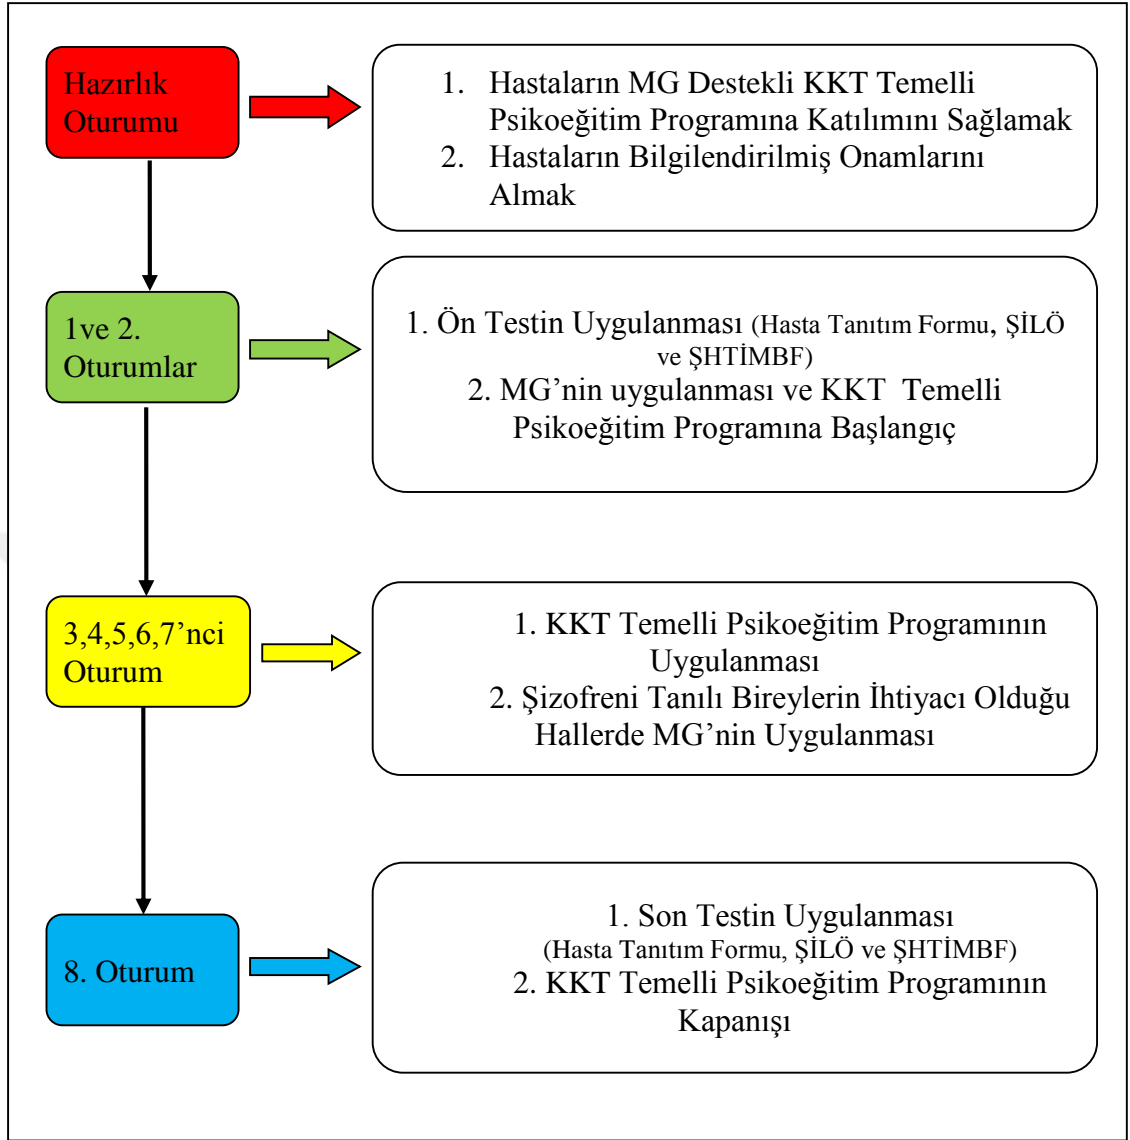 Hazırlık
Oturumu
1. Hastaların MG Destekli KKT Temelli
Psikoeğitim Programına Katılımını Sağlamak
2. Hastaların Bilgilendirilmiş Onamlarını
Almak
1ve 2.
Oturumlar
1. Ön Testin Uygulanması (Hasta Tanıtım Formu, ŞİLÖ
ve ŞHTİMBF)
2. MG’nin uygulanması ve KKT Temelli
Psikoeğitim Programına Başlangıç
3,4,5,6,7’nci
Oturum
1. KKT Temelli Psikoeğitim Programının
Uygulanması
2. Şizofreni Tanılı Bireylerin İhtiyacı Olduğu
Hallerde MG’nin Uygulanması
8. Oturum
1. Son Testin Uygulanması
(Hasta Tanıtım Formu, ŞİLÖ ve ŞHTİMBF)
2. KKT Temelli Psikoeğitim Programının
Kapanışı